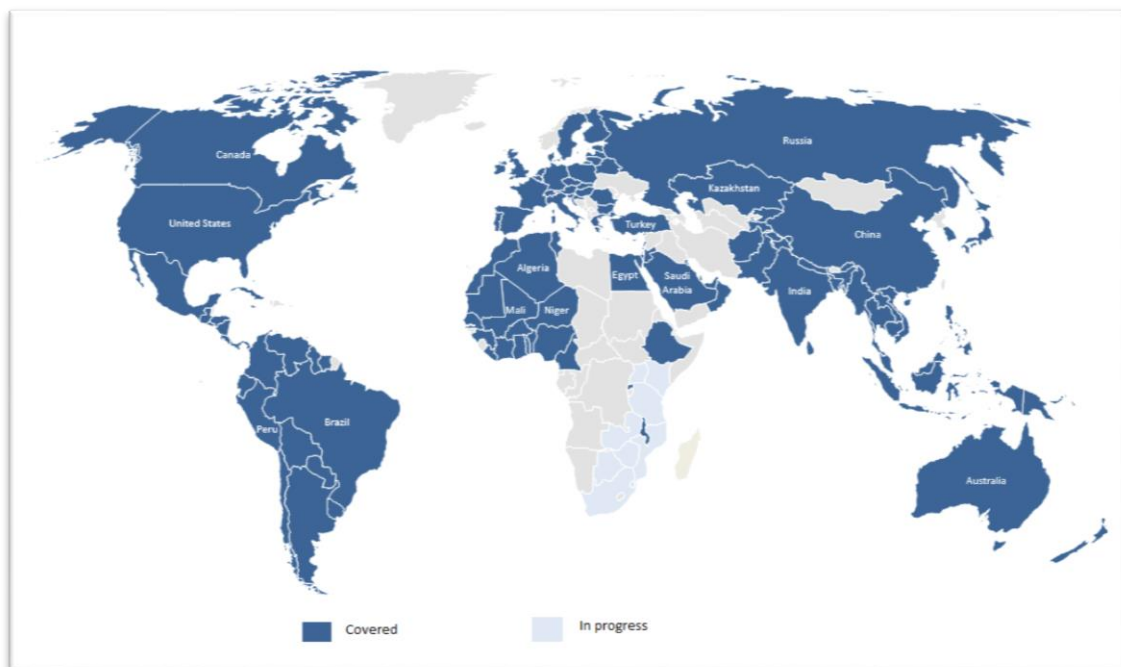 Russia
Canada
Kazakhstan
United States
Turkey
China
Algeria
Egypt
Saudi
Arabia
India
Mali
Niger
Brazil
Peru
Australia
Covered
In progress